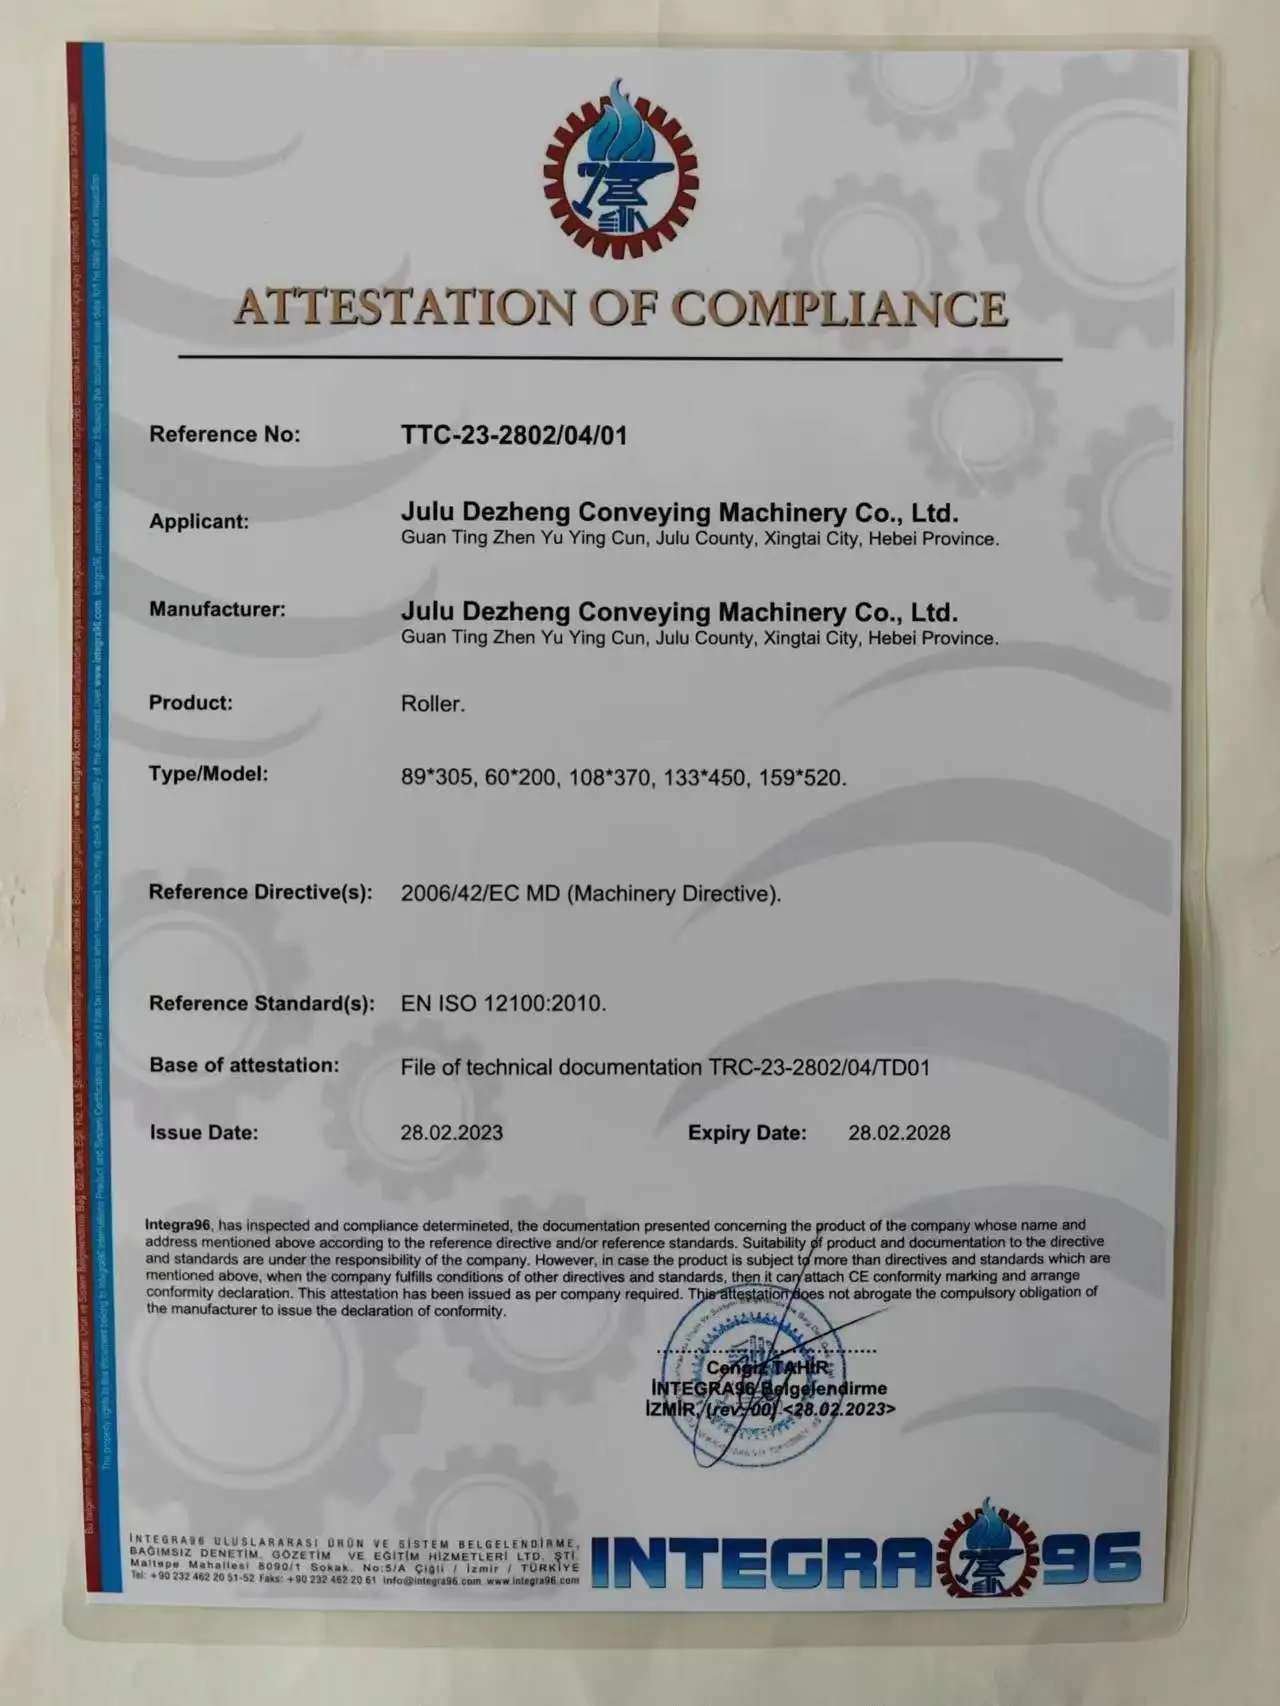 ATTESTATION OF COMPLIANCE
Reference No: TTC-23-2802/04/01
Applicant: Julu Dezheng Conveying Machinery Co., Ltd.
Guan Ting Zhen Yu Ying Cun, Julu County, Xingtai City, Hebei Province.
Manufacturer: Julu Dezheng Conveying Machinery Co., Ltd.
Guan Ting Zhen Yu Ying Cun, Julu County, Xingtai City, Hebei Province.
Product: Roller.
Type/Model: 89*305, 60*200, 108*370, 133*450, 159*520.
Reference Directive(s): 2006/42/EC MD (Machinery Directive).
Reference Standard(s): EN ISO 12100:2010.
Base of attestation: File of technical documentation TRC-23-2802/04/TD01
Issue Date: 28.02.2023 Expiry Date: 28.02.2028
Integra96, has inspected and compliance determineted, the documentation presented concerning the product of the company whose name and
address mentioned above according to the reference directive and/or reference standards. Suitability of product and documentation to the directive
and standards are under the responsibility of the company. However, in case the product is subject to more than directives and standards which are
mentioned above, when the company fulfills conditions of other directives and standards, then it can attach CE conformity marking and arrange
conformity declaration. This attestation has been issued as per company required. This attestation does not abrogate the compulsory obligation of
the manufacturer to issue the declaration of conformity.
Cengiz TAHIR
İNTEGRA96 Belgelendirme
İZMİR, (rev.00) <28.02.2023>
İNTEGRA96 ULUSLARARASI ÜRÜN VE SİSTEM BELGELENDİRME,
BAĞIMSIZ DENETİM, GÖZETİM VE EĞİTİM HİZMETLERİ LTD. ŞTİ.
Maltepe Mahallesi 8090/1 Sokak. No:5/A Çiğli / İzmir / TÜRKİYE
Tel: +90 232 462 20 51-52 Faks: +90 232 462 20 61 info@integra96.com www.integra96.com
INTEGRA 96